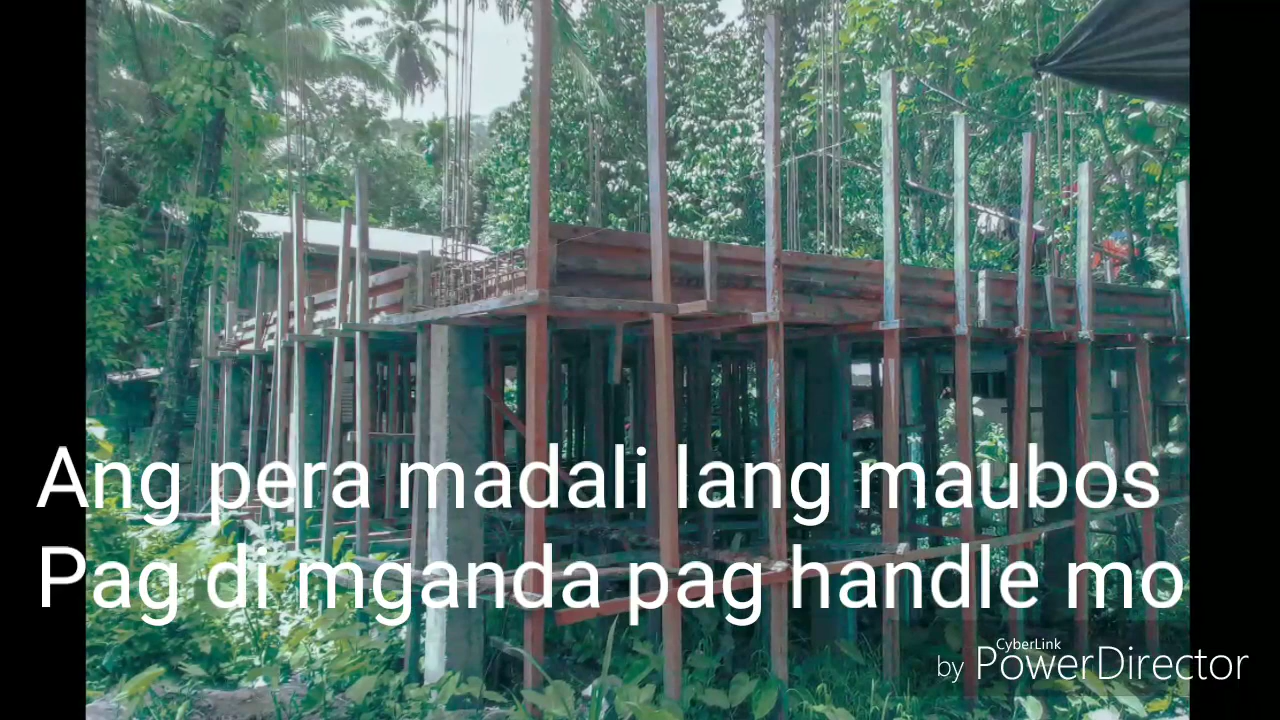 Ang pera madali lang maubos
Pag di mganda pag handle mo
CyberLink
by PowerDirector